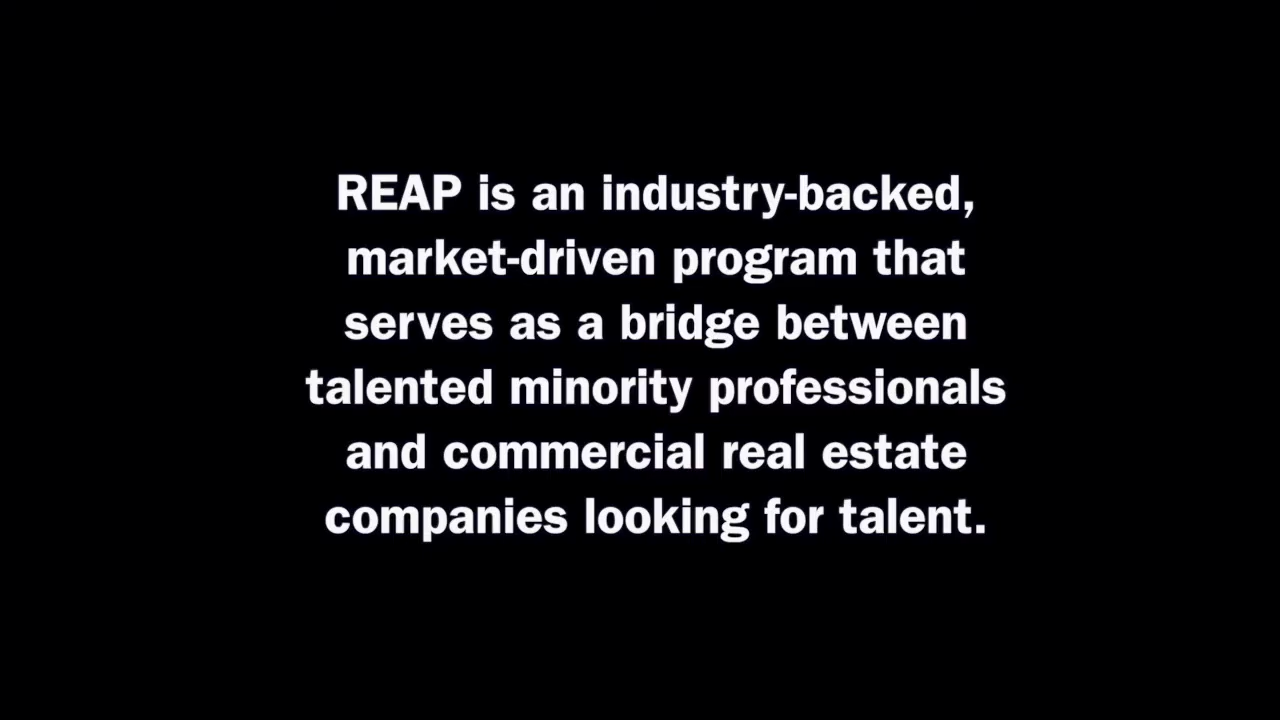 REAP is an industry-backed,
market-driven program that
serves as a bridge between
talented minority professionals
and commercial real estate
companies looking for talent.